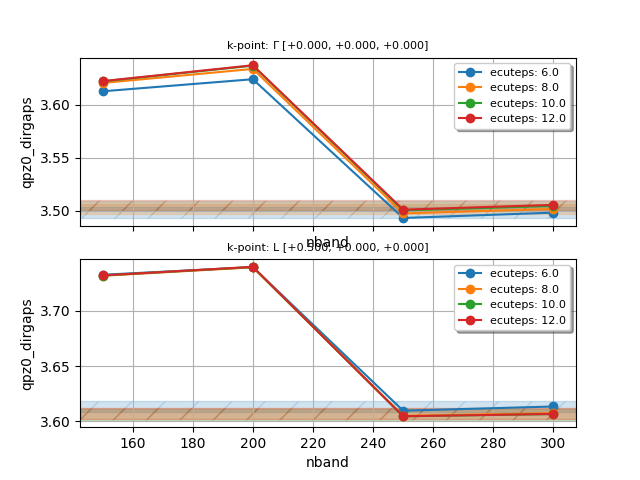 k-point: Γ [+0.000, +0.000, +0.000]
qpz0_dirgaps
3.60
3.55
3.50
ecuteps: 6.0
ecuteps: 8.0
ecuteps: 10.0
ecuteps: 12.0
nband
k-point: L [+0.500, +0.000, +0.000]
qpz0_dirgaps
3.70
3.65
3.60
ecuteps: 6.0
ecuteps: 8.0
ecuteps: 10.0
ecuteps: 12.0
160 180 200 220 240 260 280 300
nband